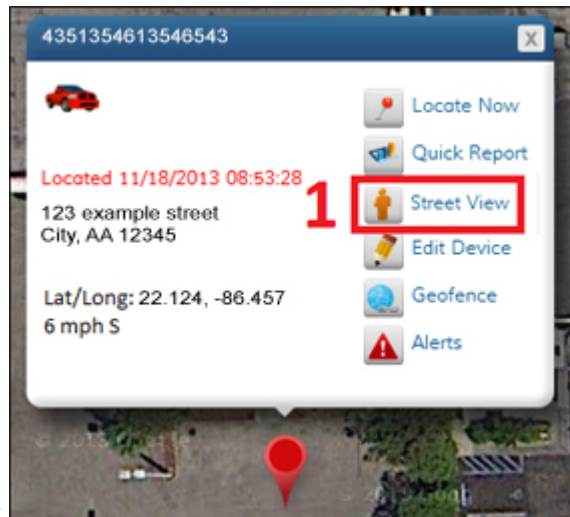 4351354613546543
X
Locate Now
Quick Report
Located 11/18/2013 08:53:28
1
Street View
123 example street
City, AA 12345
Edit Device
Lat/Long: 22.124, -86.457
Geofence
6 mph S
Alerts